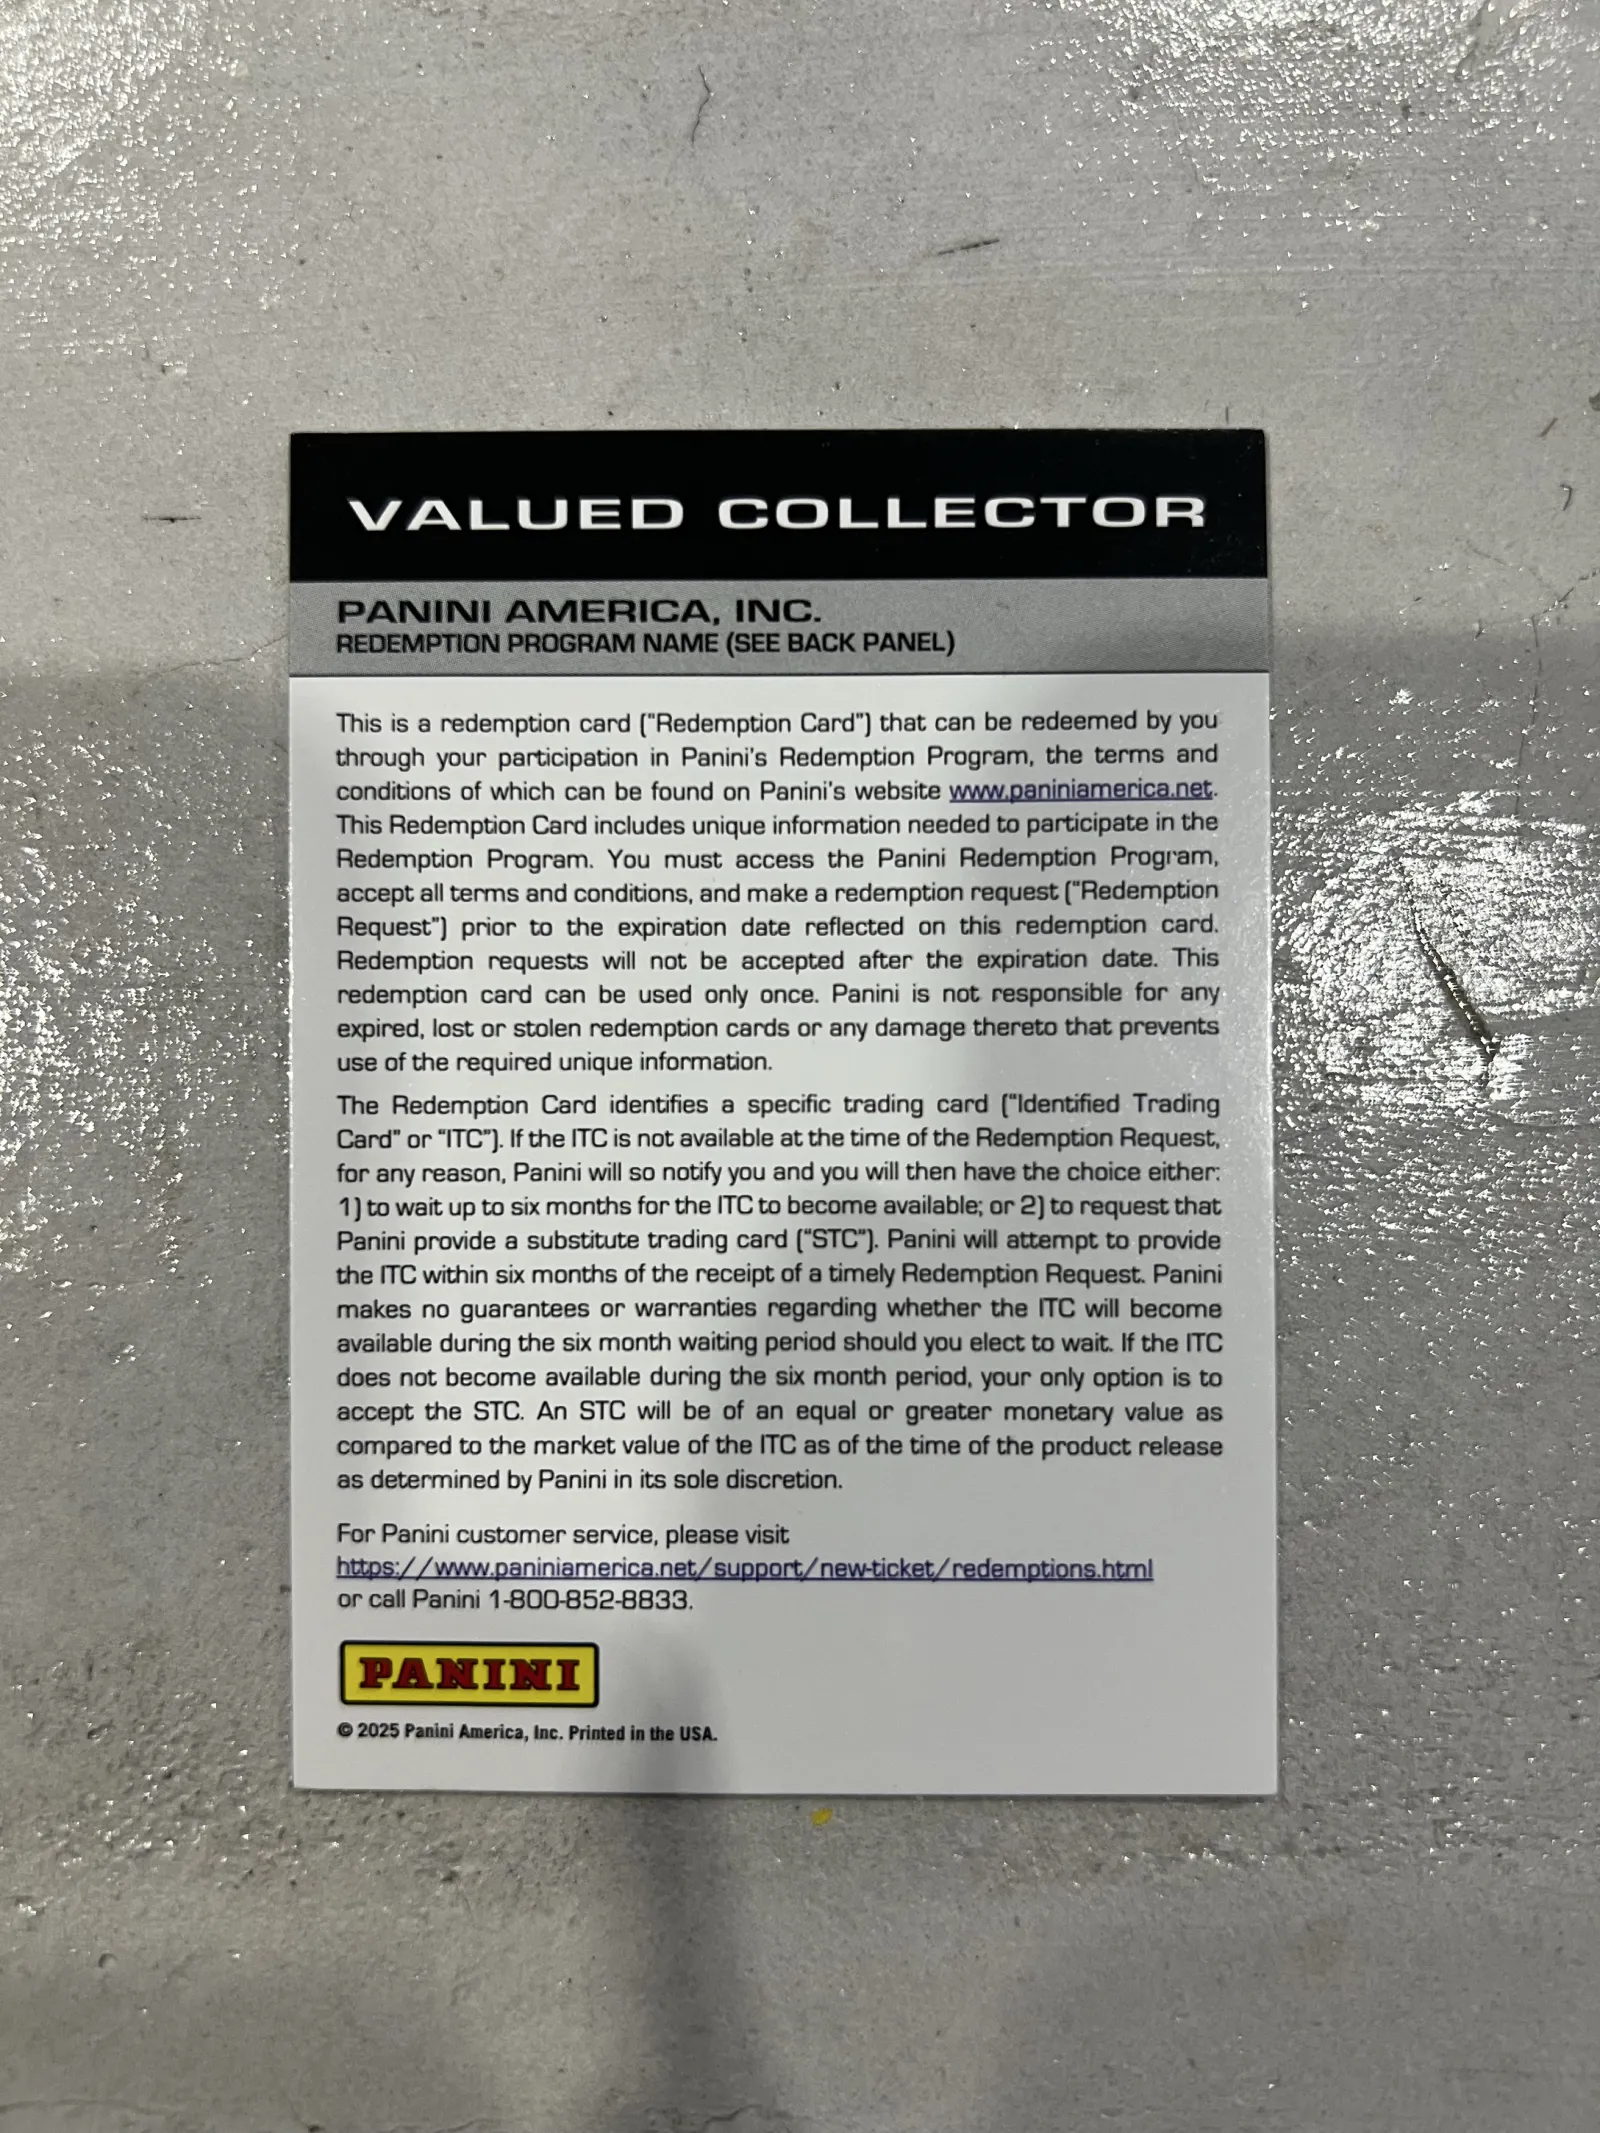 VALUED COLLECTOR
PANINI AMERICA, INC.
REDEMPTION PROGRAM NAME (SEE BACK PANEL)
This is a redemption card ("Redemption Card") that can be redeemed by you
through your participation in Panini's Redemption Program, the terms and
conditions of which can be found on Panini's website www.paniniamerica.net.
This Redemption Card includes unique information needed to participate in the
Redemption Program. You must access the Panini Redemption Program,
accept all terms and conditions, and make a redemption request ("Redemption
Request") prior to the expiration date reflected on this redemption card.
Redemption requests will not be accepted after the expiration date. This
redemption card can be used only once. Panini is not responsible for any
expired, lost or stolen redemption cards or any damage thereto that prevents
use of the required unique information.
The Redemption Card identifies a specific trading card ("Identified Trading
Card" or "ITC"). If the ITC is not available at the time of the Redemption Request,
for any reason, Panini will so notify you and you will then have the choice either:
1) to wait up to six months for the ITC to become available; or 2) to request that
Panini provide a substitute trading card ("STC"). Panini will attempt to provide
the ITC within six months of the receipt of a timely Redemption Request. Panini
makes no guarantees or warranties regarding whether the ITC will become
available during the six month waiting period should you elect to wait. If the ITC
does not become available during the six month period, your only option is to
accept the STC. An STC will be of an equal or greater monetary value as
compared to the market value of the ITC as of the time of the product release
as determined by Panini in its sole discretion.
For Panini customer service, please visit
https://www.paniniamerica.net/support/new-ticket/redemptions.html
or call Panini 1-800-852-8833.
PANINI
© 2025 Panini America, Inc. Printed in the USA.